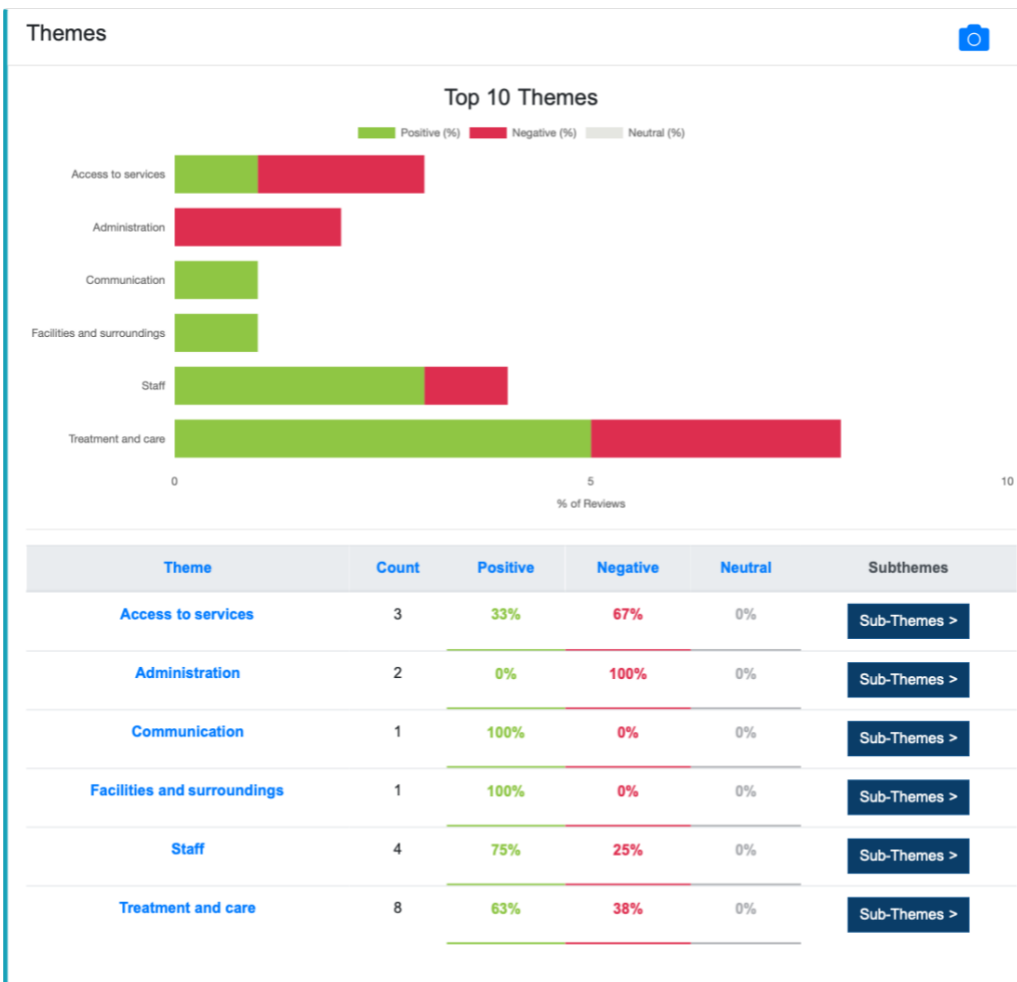 Themes
Top 10 Themes
Positive (%) Negative (%) Neutral (%)
Access to services
Administration
Communication
Facilities and surroundings
Staff
Treatment and care
0 5 10
% of Reviews
Theme Count Positive Negative Neutral Subthemes
Access to services 3 33% 67% 0% Sub-Themes >
Administration 2 0% 100% 0% Sub-Themes >
Communication 1 100% 0% 0% Sub-Themes >
Facilities and surroundings 1 100% 0% 0% Sub-Themes >
Staff 4 75% 25% 0% Sub-Themes >
Treatment and care 8 63% 38% 0% Sub-Themes >